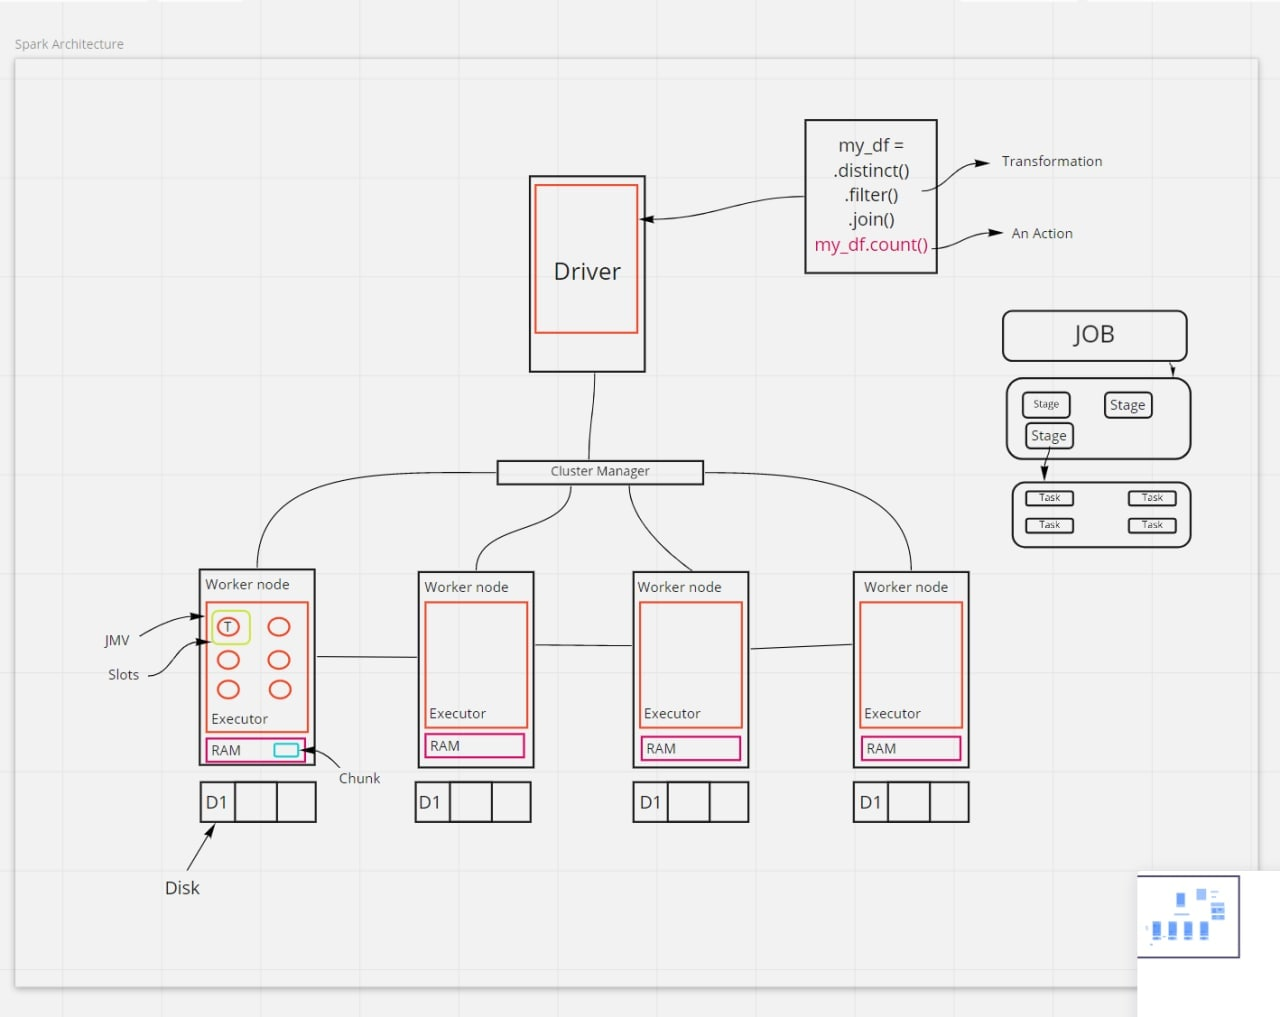 Spark Architecture
my_df =
.distinct()
.filter()
.join()
my_df.count()
Transformation
An Action
Driver
JOB
Stage
Stage
Stage
Cluster Manager
Task
Task
Task
Task
Worker node
Worker node
Worker node
Worker node
T
JMV
Slots
Executor
Executor
Executor
Executor
RAM
RAM
RAM
RAM
Chunk
D1
D1
D1
D1
Disk